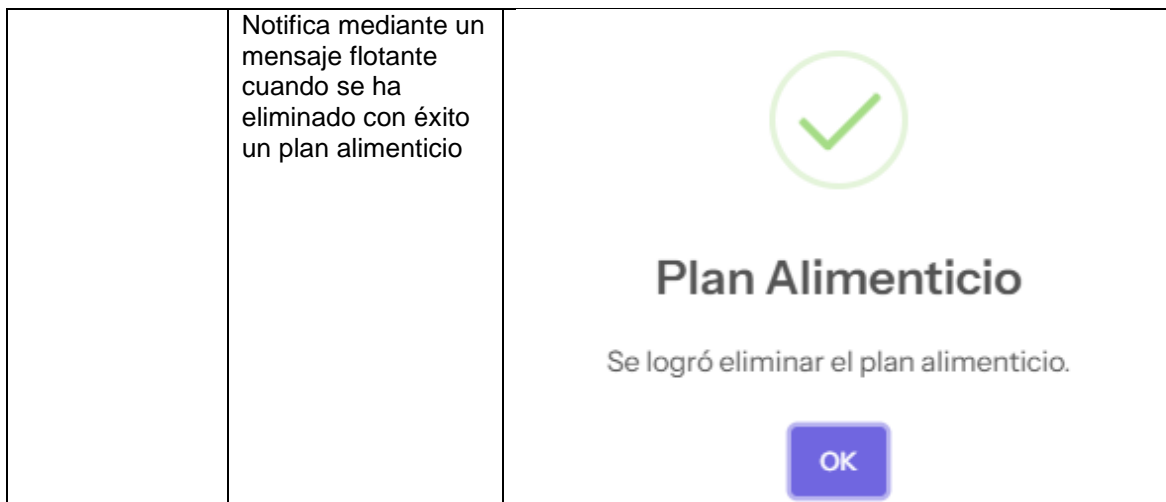 Notifica mediante un
mensaje flotante
cuando se ha
eliminado con éxito
un plan alimenticio
Plan Alimenticio
Se logró eliminar el plan alimenticio.
OK